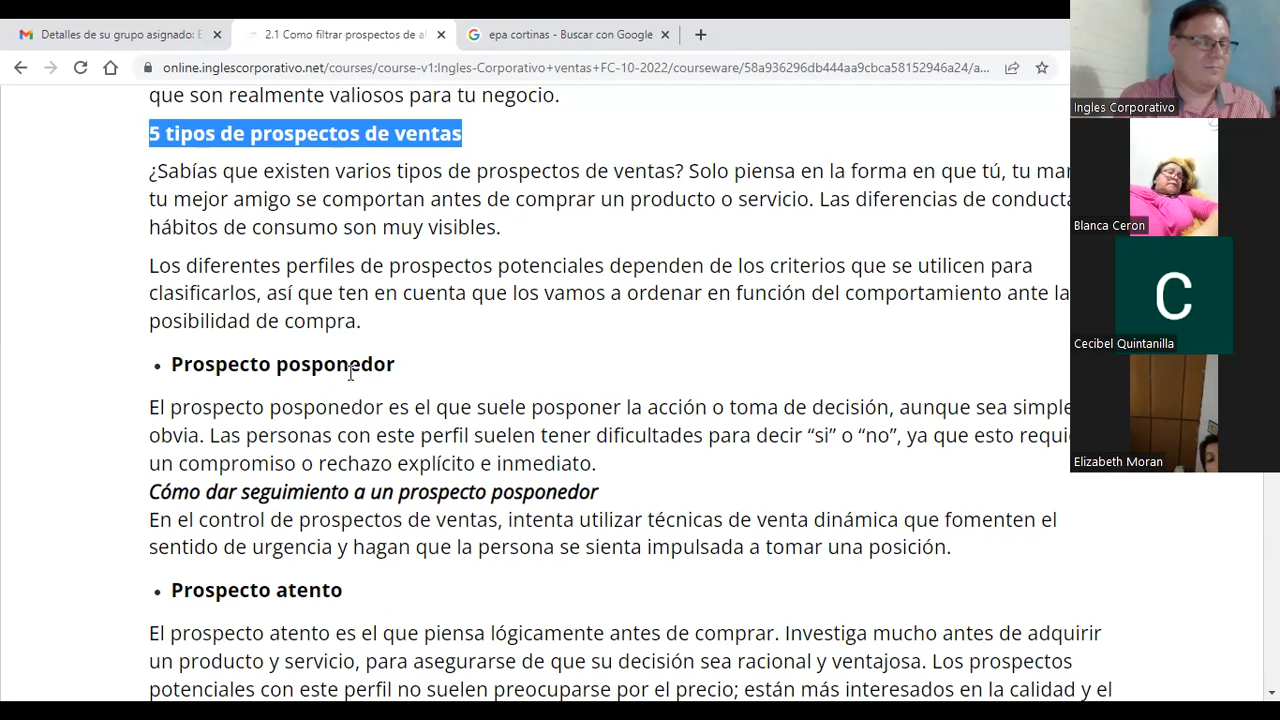 Detalles de su grupo asignado: E
2.1 Como filtrar prospectos de al
epa cortinas - Buscar con Google
online.inglescorporativo.net/courses/course-v1:Ingles-Corporativo+ventas+FC-10-2022/courseware/58a936296db444aa9cbca58152946a24/a...
que son realmente valiosos para tu negocio.
5 tipos de prospectos de ventas
¿Sabías que existen varios tipos de prospectos de ventas? Solo piensa en la forma en que tú, tu mar
tu mejor amigo se comportan antes de comprar un producto o servicio. Las diferencias de conducta
hábitos de consumo son muy visibles.
Los diferentes perfiles de prospectos potenciales dependen de los criterios que se utilicen para
clasificarlos, así que ten en cuenta que los vamos a ordenar en función del comportamiento ante la
posibilidad de compra.
• Prospecto posponedor
El prospecto posponedor es el que suele posponer la acción o toma de decisión, aunque sea simple
obvia. Las personas con este perfil suelen tener dificultades para decir “si” o “no”, ya que esto requi
un compromiso o rechazo explícito e inmediato.
Cómo dar seguimiento a un prospecto posponedor
En el control de prospectos de ventas, intenta utilizar técnicas de venta dinámica que fomenten el
sentido de urgencia y hagan que la persona se sienta impulsada a tomar una posición.
• Prospecto atento
El prospecto atento es el que piensa lógicamente antes de comprar. Investiga mucho antes de adquirir
un producto y servicio, para asegurarse de que su decisión sea racional y ventajosa. Los prospectos
potenciales con este perfil no suelen preocuparse por el precio; están más interesados en la calidad y el
Ingles Corporativo
Blanca Ceron
C
Cecibel Quintanilla
Elizabeth Moran